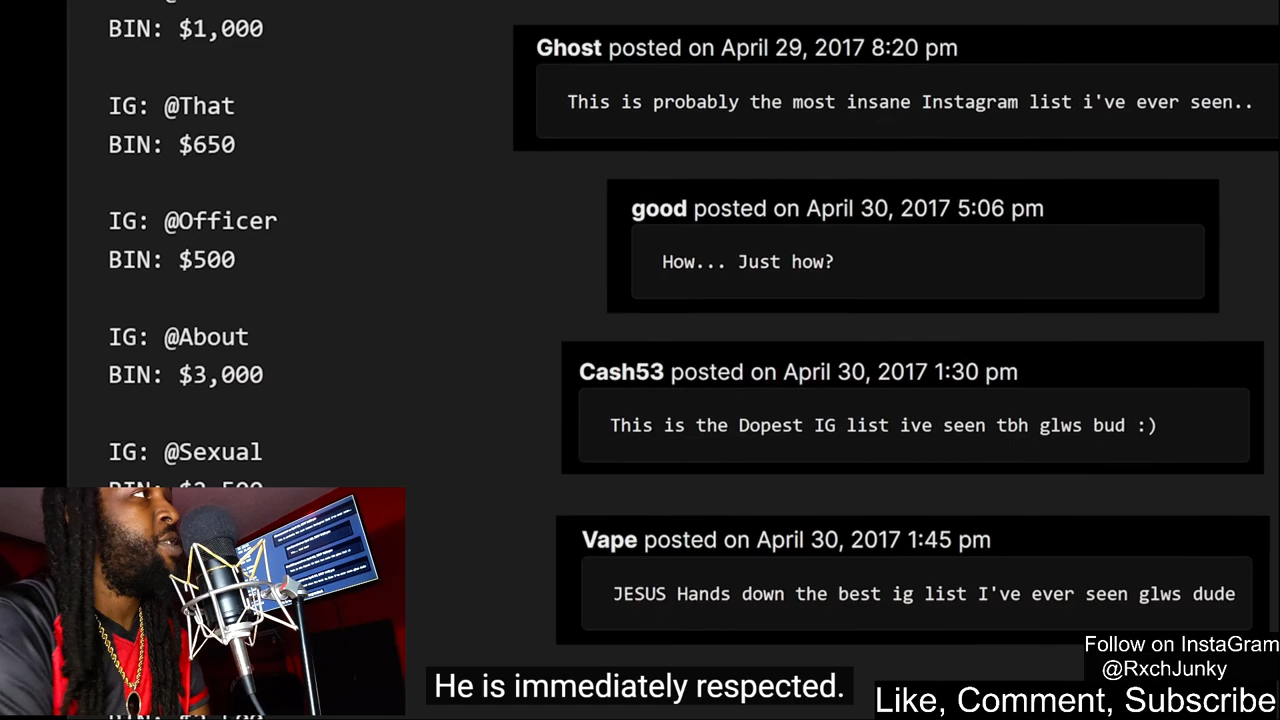 BIN: $1,000
IG: @That
BIN: $650
IG: @Officer
BIN: $500
IG: @About
BIN: $3,000
IG: @Sexual
Ghost posted on April 29, 2017 8:20 pm
This is probably the most insane Instagram list i've ever seen..
good posted on April 30, 2017 5:06 pm
How... Just how?
Cash53 posted on April 30, 2017 1:30 pm
This is the Dopest IG list ive seen tbh glws bud :)
Vape posted on April 30, 2017 1:45 pm
JESUS Hands down the best ig list I've ever seen glws dude
He is immediately respected.
Follow on InstaGram
@RxchJunky
Like, Comment, Subscribe